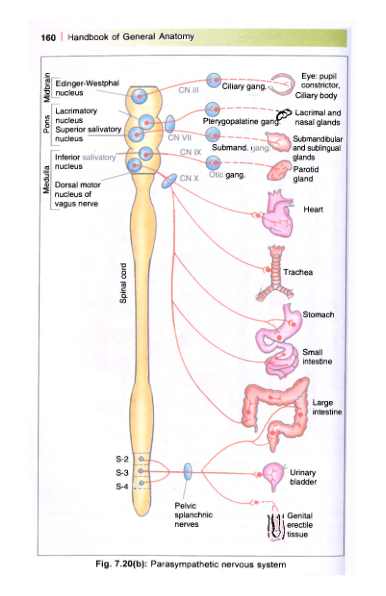 160 | Handbook of General Anatomy
Midbrain
Edinger-Westphal
nucleus
CN III
Ciliary gang.
Eye: pupil
constrictor,
Ciliary body
Pons
Lacrimatory
nucleus
Superior salivatory
nucleus
CN VII
Pterygopalatine gang.
Lacrimal and
nasal glands
Submand. gang.
Submandibular
and sublingual
glands
Medulla
Inferior salivatory
nucleus
CN IX
Otic gang.
Parotid
gland
Dorsal motor
nucleus of
vagus nerve
CN X
Heart
Spinal cord
Trachea
Stomach
Small
intestine
Large
intestine
S-2
S-3
S-4
Pelvic
splanchnic
nerves
Urinary
bladder
Genital
erectile
tissue
Fig. 7.20(b): Parasympathetic nervous system